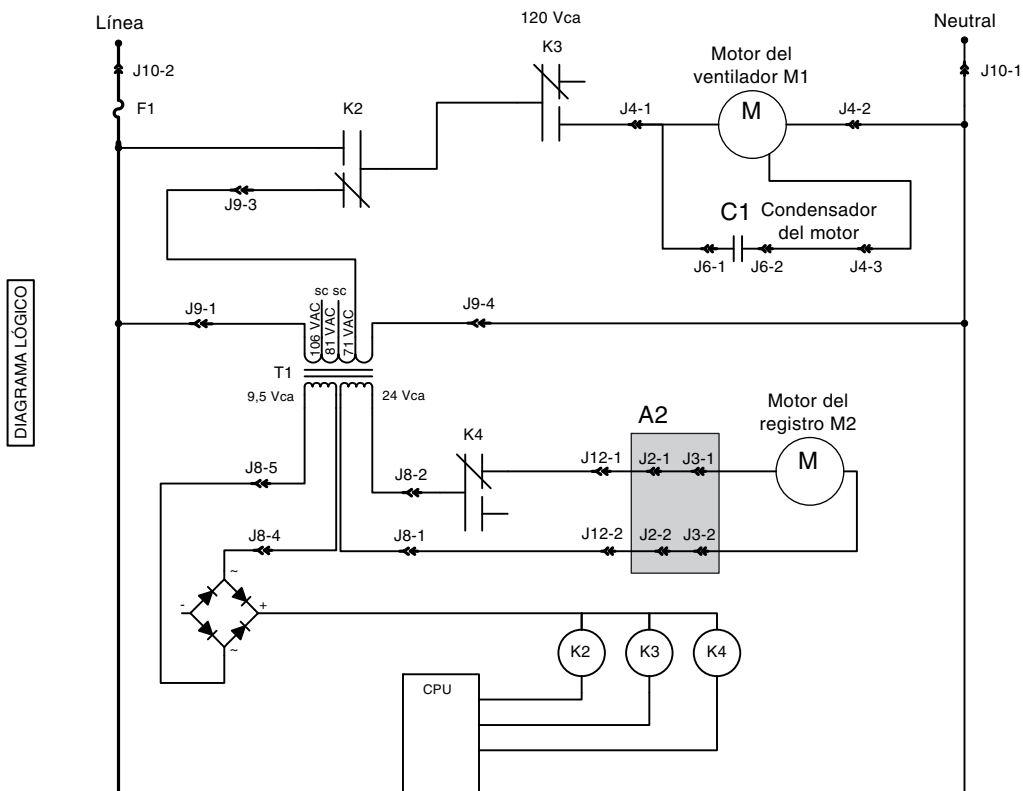 120 Vca
Línea
Neutral
K3
Motor del
ventilador M1
J10-2
J10-1
F1
K2
J4-1
M
J4-2
J9-3
C1
Condensador
del motor
J6-1
J6-2
J4-3
DIAGRAMA LÓGICO
sc sc
J9-1
106 VAC
81 VAC
71 VAC
J9-4
T1
9,5 Vca
24 Vca
Motor del
registro M2
A2
K4
M
J12-1
J2-1
J3-1
J8-5
J8-2
J8-4
J8-1
J12-2
J2-2
J3-2
~
-
+
~
K2
K3
K4
CPU